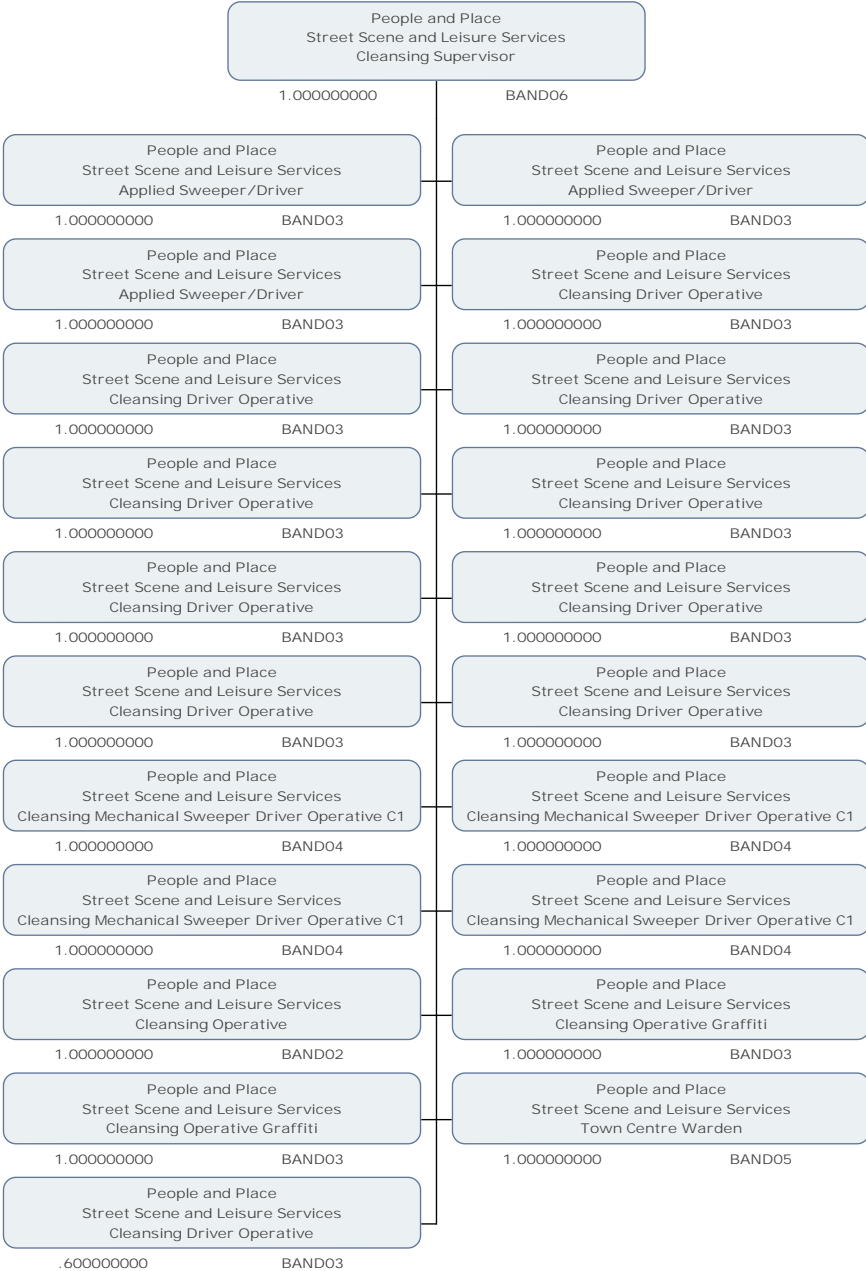 People and Place
Street Scene and Leisure Services
Cleansing Supervisor
1.000000000 BAND06
People and Place
Street Scene and Leisure Services
Applied Sweeper/Driver
1.000000000 BAND03
People and Place
Street Scene and Leisure Services
Applied Sweeper/Driver
1.000000000 BAND03
People and Place
Street Scene and Leisure Services
Applied Sweeper/Driver
1.000000000 BAND03
People and Place
Street Scene and Leisure Services
Cleansing Driver Operative
1.000000000 BAND03
People and Place
Street Scene and Leisure Services
Cleansing Driver Operative
1.000000000 BAND03
People and Place
Street Scene and Leisure Services
Cleansing Driver Operative
1.000000000 BAND03
People and Place
Street Scene and Leisure Services
Cleansing Driver Operative
1.000000000 BAND03
People and Place
Street Scene and Leisure Services
Cleansing Driver Operative
1.000000000 BAND03
People and Place
Street Scene and Leisure Services
Cleansing Driver Operative
1.000000000 BAND03
People and Place
Street Scene and Leisure Services
Cleansing Driver Operative
1.000000000 BAND03
People and Place
Street Scene and Leisure Services
Cleansing Driver Operative
1.000000000 BAND03
People and Place
Street Scene and Leisure Services
Cleansing Driver Operative
1.000000000 BAND03
People and Place
Street Scene and Leisure Services
Cleansing Mechanical Sweeper Driver Operative C1
1.000000000 BAND04
People and Place
Street Scene and Leisure Services
Cleansing Mechanical Sweeper Driver Operative C1
1.000000000 BAND04
People and Place
Street Scene and Leisure Services
Cleansing Mechanical Sweeper Driver Operative C1
1.000000000 BAND04
People and Place
Street Scene and Leisure Services
Cleansing Mechanical Sweeper Driver Operative C1
1.000000000 BAND04
People and Place
Street Scene and Leisure Services
Cleansing Operative
1.000000000 BAND02
People and Place
Street Scene and Leisure Services
Cleansing Operative Graffiti
1.000000000 BAND03
People and Place
Street Scene and Leisure Services
Cleansing Operative Graffiti
1.000000000 BAND03
People and Place
Street Scene and Leisure Services
Town Centre Warden
1.000000000 BAND05
People and Place
Street Scene and Leisure Services
Cleansing Driver Operative
.600000000 BAND03